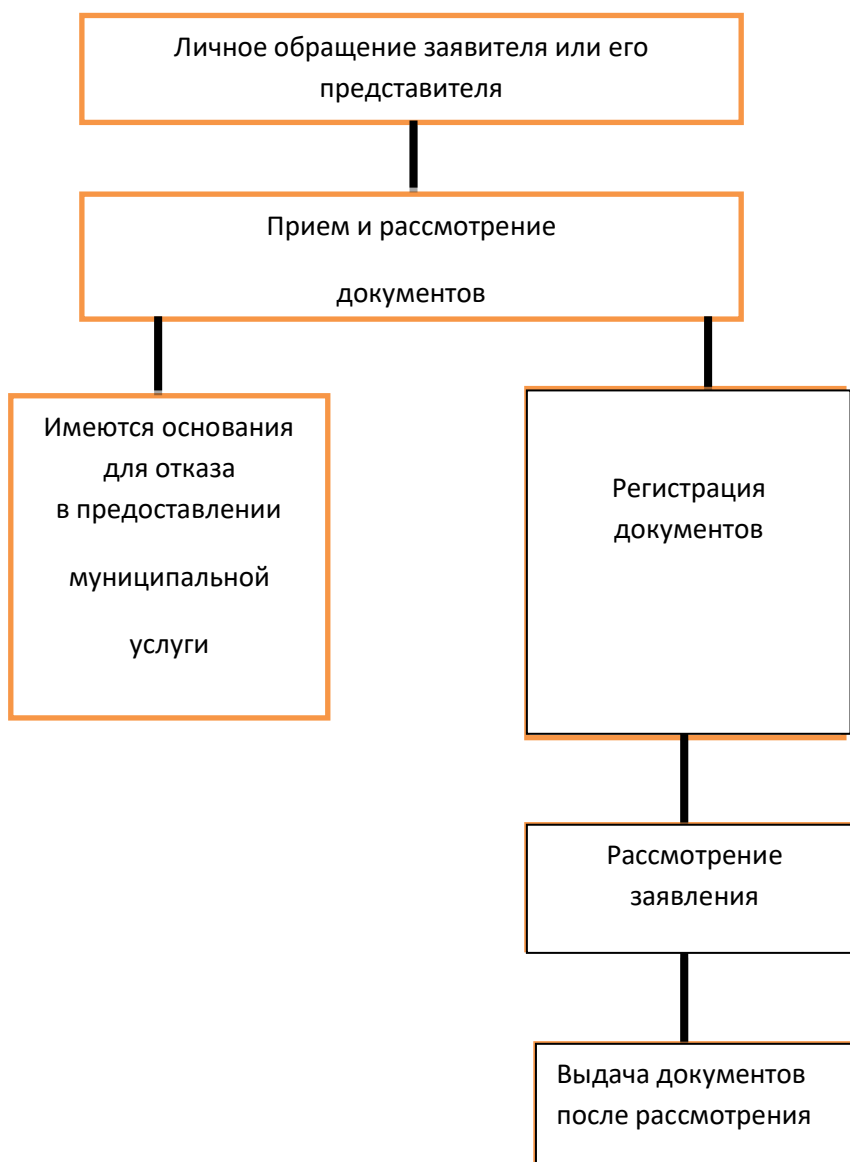 Личное обращение заявителя или его
представителя
Прием и рассмотрение
документов
Имеются основания
для отказа
в предоставлении
муниципальной
услуги
Регистрация
документов
Рассмотрение
заявления
Выдача документов
после рассмотрения